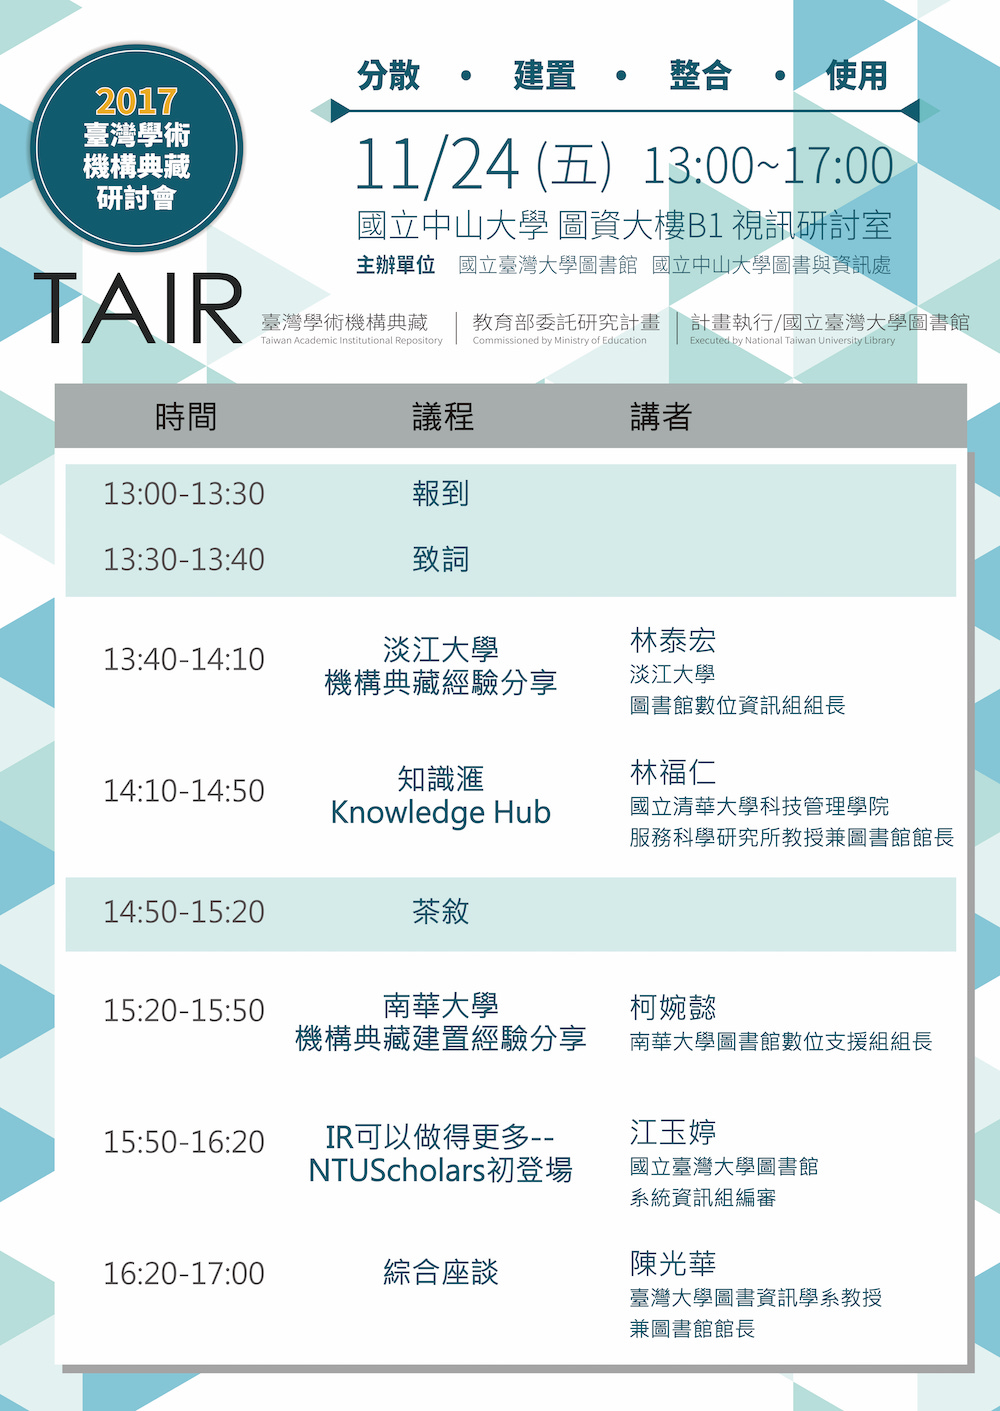 2017
臺灣學術
機構典藏
研討會
分散 • 建置 • 整合 • 使用
11/24 (五) 13:00~17:00
國立中山大學 圖資大樓B1 視訊研討室
主辦單位 國立臺灣大學圖書館 國立中山大學圖書與資訊處
TAIR
臺灣學術機構典藏
Taiwan Academic Institutional Repository
教育部委託研究計畫
Commissioned by Ministry of Education
計畫執行/國立臺灣大學圖書館
Executed by National Taiwan University Library
時間 議程 講者
13:00-13:30 報到
13:30-13:40 致詞
13:40-14:10
淡江大學
機構典藏經驗分享
林泰宏
淡江大學
圖書館數位資訊組組長
14:10-14:50
知識滙
Knowledge Hub
林福仁
國立清華大學科技管理學院
服務科學研究所教授兼圖書館館長
14:50-15:20 茶敘
15:20-15:50
南華大學
機構典藏建置經驗分享
柯婉懿
南華大學圖書館數位支援組組長
15:50-16:20
IR可以做得更多--
NTUScholars初登場
江玉婷
國立臺灣大學圖書館
系統資訊組編審
16:20-17:00
綜合座談
陳光華
臺灣大學圖書資訊學系教授
兼圖書館館長